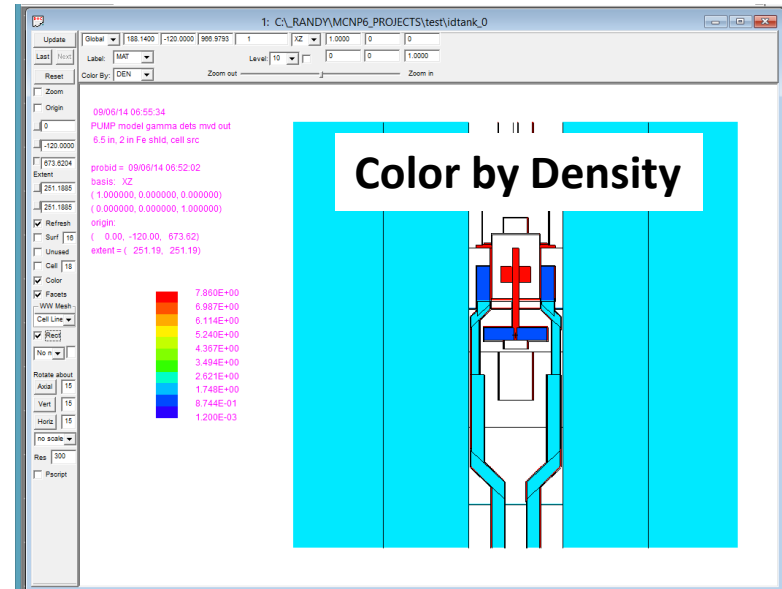 1: C:\_RANDY\MCNP6_PROJECTS\test\idtank_0
Update Global 188.1400 -120.0000 966.9793 1 XZ 1.0000 0 0
Last Next Label: MAT Level: 10 0 0 1.0000
Reset Color By: DEN Zoom out Zoom in
Zoom
Origin
0
-120.0000
673.6204
Extent
251.1885
251.1885
Refresh
Surf 16
Unused
Cell 18
Color
Facets
WW Mesh
Cell Line
Rect
No n
Rotate about
Axial 15
Vert 15
Horiz 15
no scale
Res 300
Pscript
09/06/14 06:55:34
PUMP model gamma dets mvd out
6.5 in, 2 in Fe shld, cell src
probid = 09/06/14 06:52:02
basis: XZ
( 1.000000, 0.000000, 0.000000)
( 0.000000, 0.000000, 1.000000)
origin:
( 0.00, -120.00, 673.62)
extent = ( 251.19, 251.19)
7.860E+00
6.987E+00
6.114E+00
5.240E+00
4.367E+00
3.494E+00
2.621E+00
1.748E+00
8.744E-01
1.200E-03
Color by Density